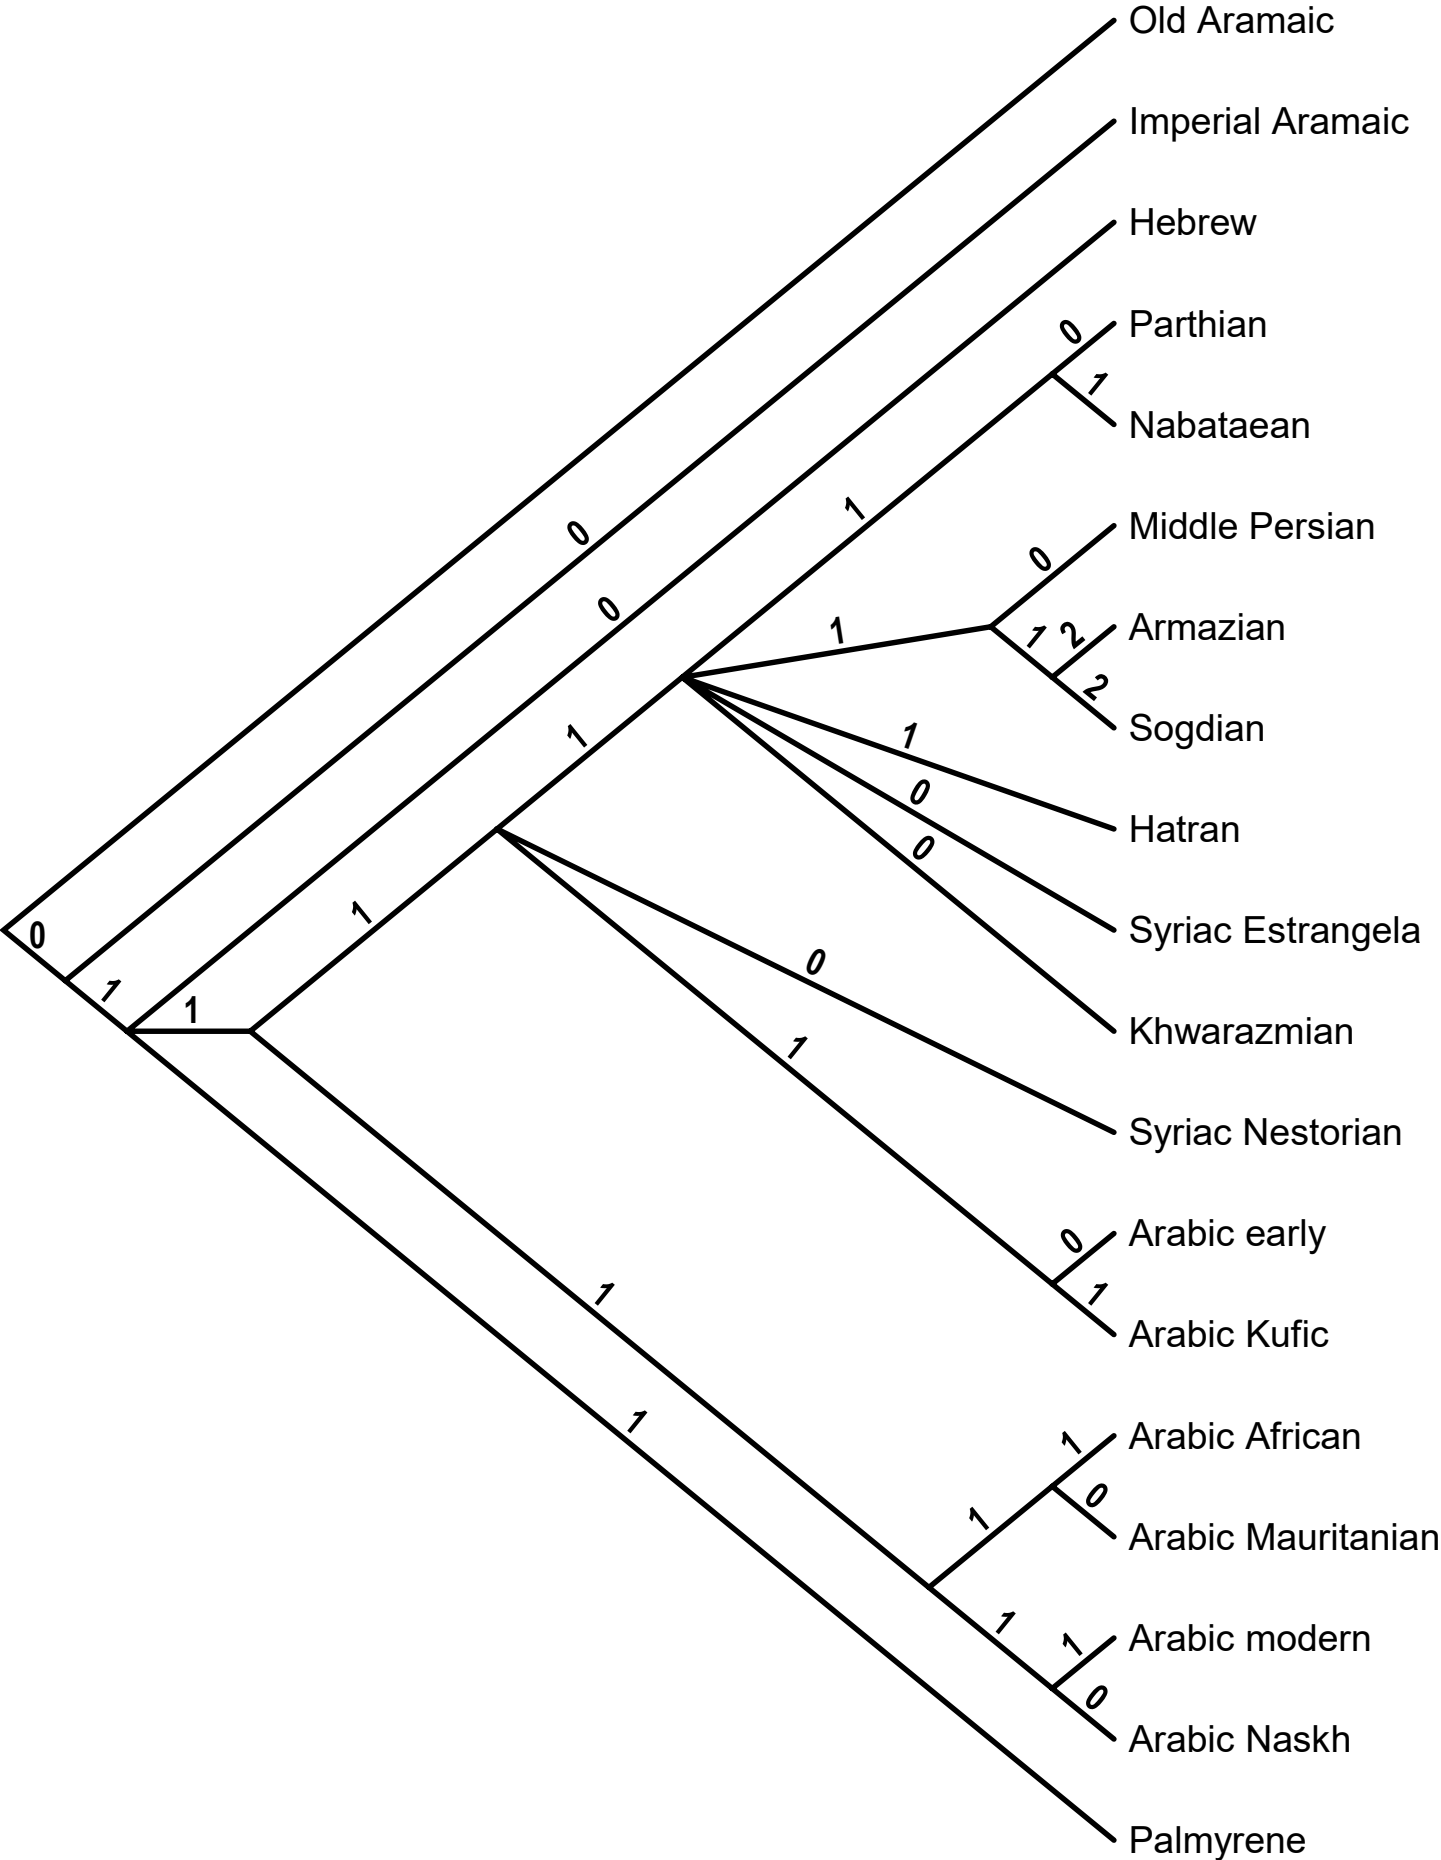 Old Aramaic
Imperial Aramaic
Hebrew
0 Parthian
1
Nabataean
1
Middle Persian
0
0
0
1
1 2 Armazian
2
Sogdian
1
1
0
Hatran
0
1
0
Syriac Estrangela
0
1
1
Khwarazmian
1
Syriac Nestorian
0 Arabic early
1
1
Arabic Kufic
1
1 Arabic African
0
1
Arabic Mauritanian
1
1 Arabic modern
0
Arabic Naskh
Palmyrene